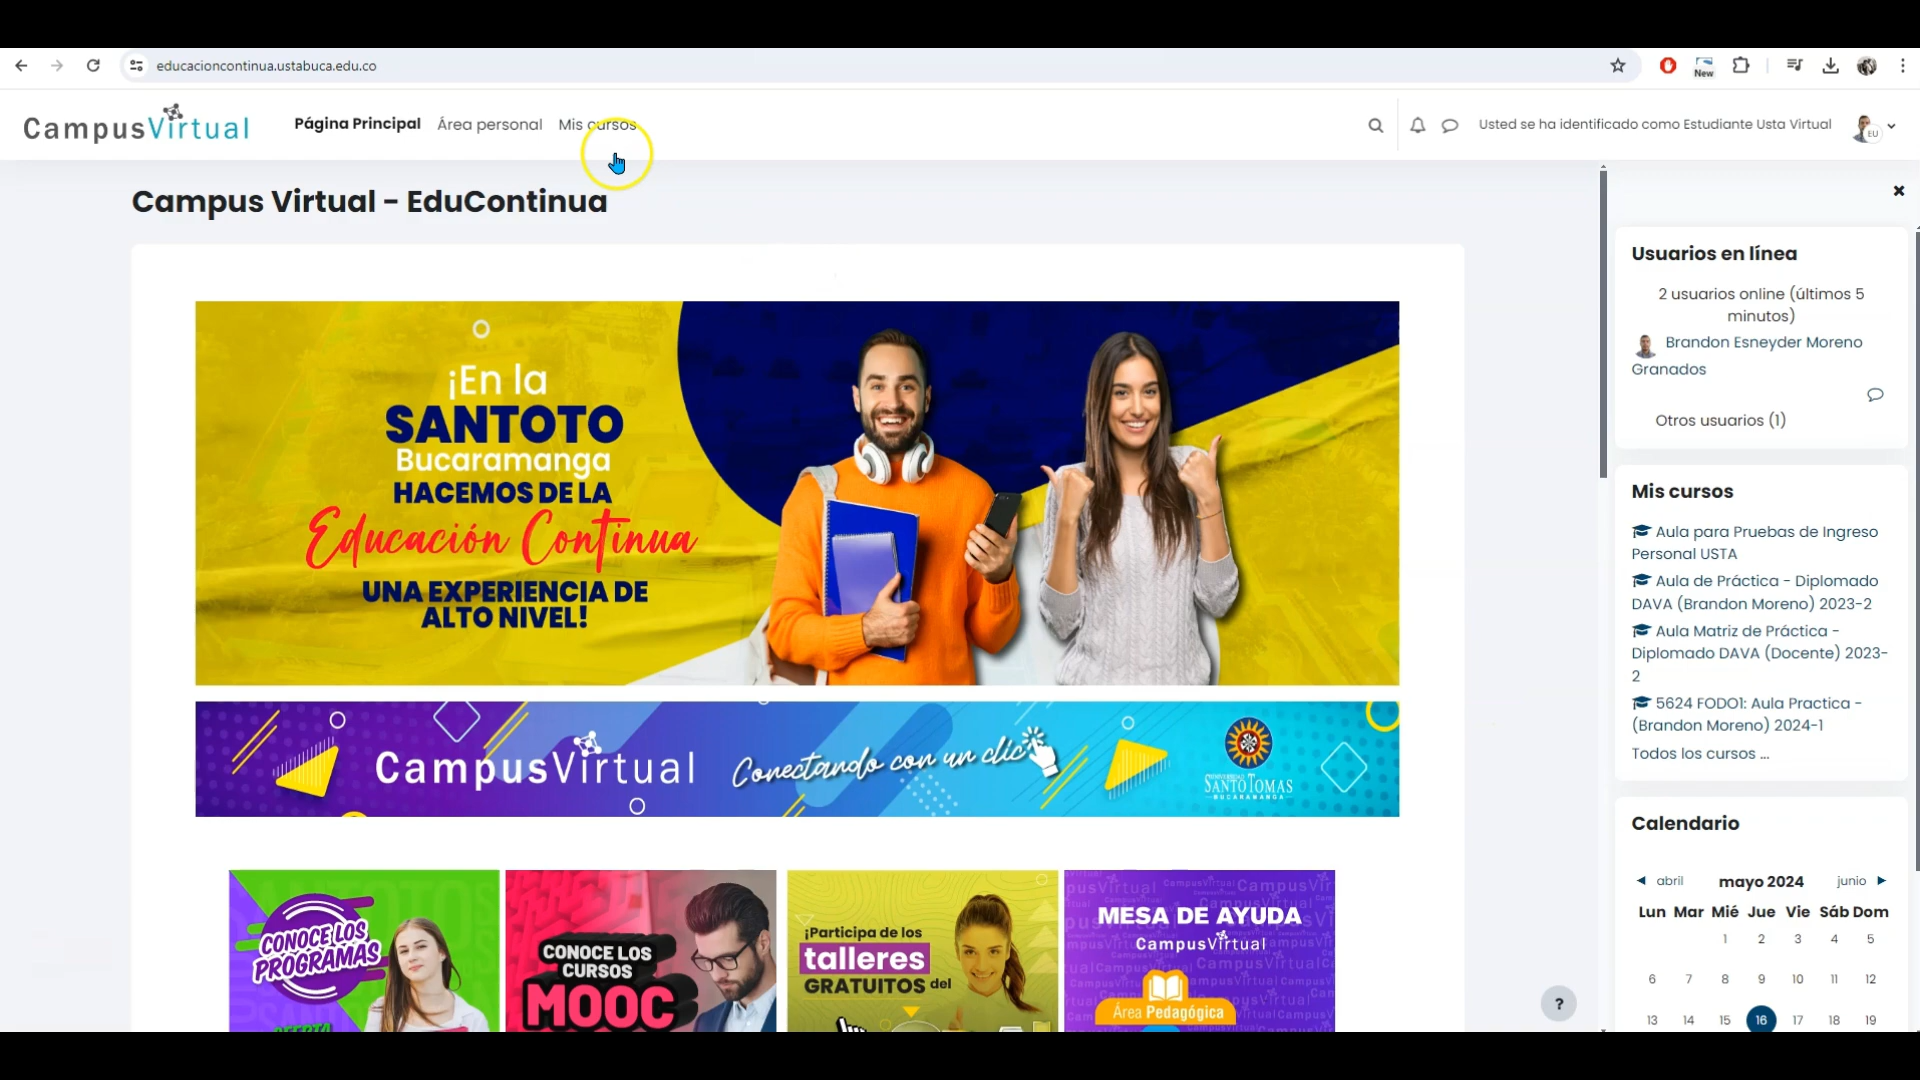 educacioncontinua.ustabuca.edu.co
New
CampusVirtual
Página Principal Área personal Mis cursos
Usted se ha identificado como Estudiante Usta Virtual
EU
Campus Virtual - EduContinua
¡En la
SANTOTO
Bucaramanga
HACEMOS DE LA
Educación Continua
UNA EXPERIENCIA DE
ALTO NIVEL!
CampusVirtual
Conectando con un clic
UNIVERSIDAD
SANTO TOMAS
BUCARAMANGA
CONOCE LOS
PROGRAMAS
OFERTA
CONOCE LOS
CURSOS
MOOC
¡Participa de los
talleres
GRATUITOS del
MESA DE AYUDA
CampusVirtual
Área Pedagógica
Usuarios en línea
2 usuarios online (últimos 5
minutos)
Brandon Esneyder Moreno
Granados
Otros usuarios (1)
Mis cursos
Aula para Pruebas de Ingreso
Personal USTA
Aula de Práctica - Diplomado
DAVA (Brandon Moreno) 2023-2
Aula Matriz de Práctica -
Diplomado DAVA (Docente) 2023-
2
5624 FODO1: Aula Practica -
(Brandon Moreno) 2024-1
Todos los cursos ...
Calendario
abril mayo 2024 junio
Lun Mar Mié Jue Vie Sáb Dom
1 2 3 4 5
6 7 8 9 10 11 12
13 14 15 16 17 18 19
?